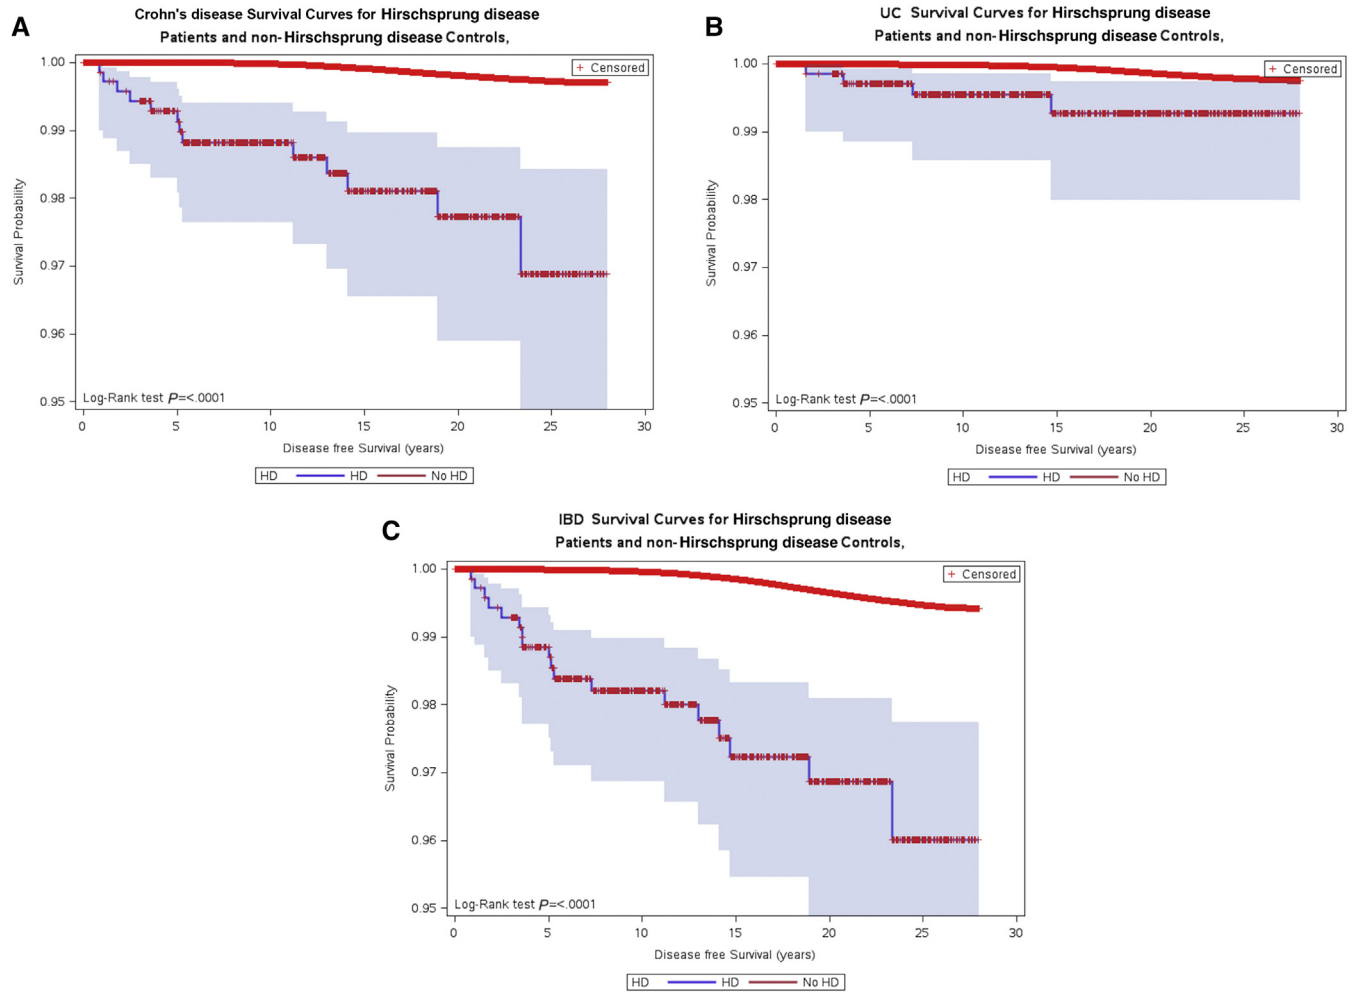 A
Crohn's disease Survival Curves for Hirschsprung disease
Patients and non-Hirschsprung disease Controls,
+ Censored
1.00
0.99
0.98
0.97
0.96
0.95
Survival Probability
Log-Rank test P=<.0001
0 5 10 15 20 25 30
Disease free Survival (years)
HD HD No HD
B
UC Survival Curves for Hirschsprung disease
Patients and non-Hirschsprung disease Controls,
+ Censored
1.00
0.99
0.98
0.97
0.96
0.95
Survival Probability
Log-Rank test P=<.0001
0 5 10 15 20 25 30
Disease free Survival (years)
HD HD No HD
C
IBD Survival Curves for Hirschsprung disease
Patients and non-Hirschsprung disease Controls,
+ Censored
1.00
0.99
0.98
0.97
0.96
0.95
Survival Probability
Log-Rank test P=<.0001
0 5 10 15 20 25 30
Disease free Survival (years)
HD HD No HD